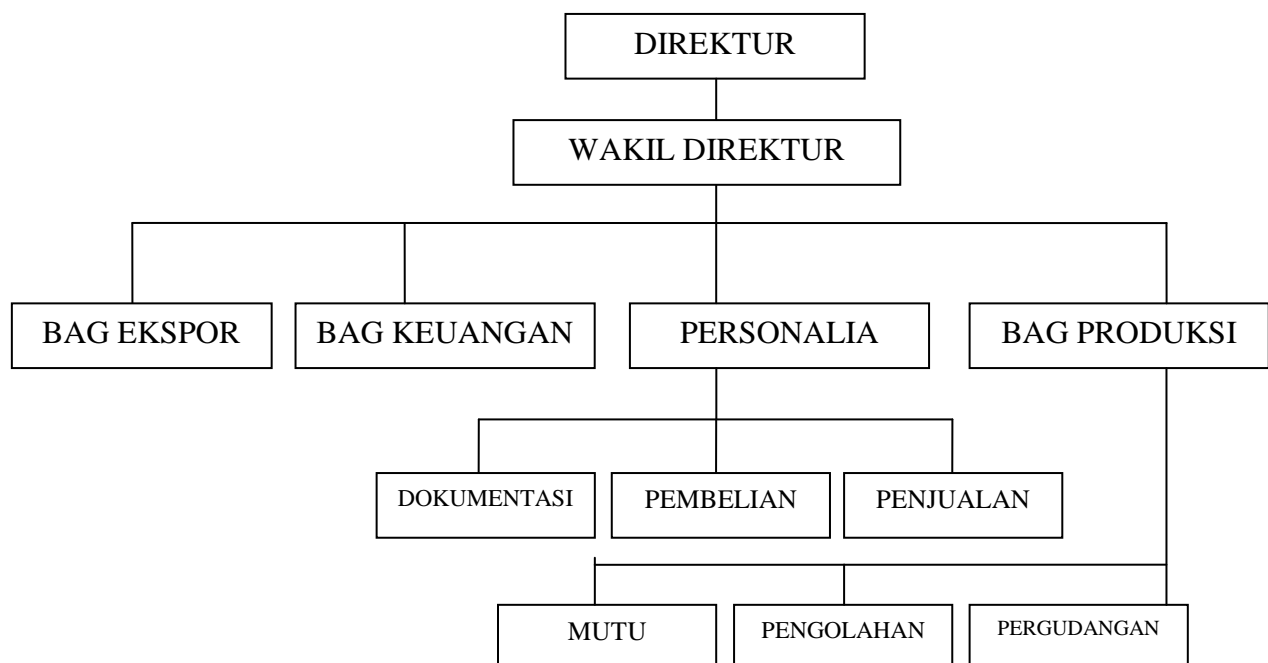 DIREKTUR
WAKIL DIREKTUR
BAG EKSPOR
BAG KEUANGAN
PERSONALIA
BAG PRODUKSI
DOKUMENTASI
PEMBELIAN
PENJUALAN
MUTU
PENGOLAHAN
PERGUDANGAN